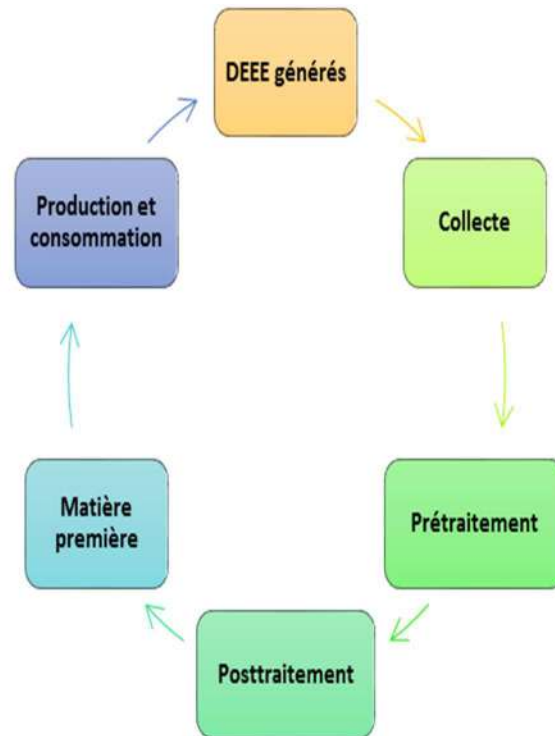 DEEE générés
Collecte
Prétraitement
Posttraitement
Matière
première
Production et
consommation